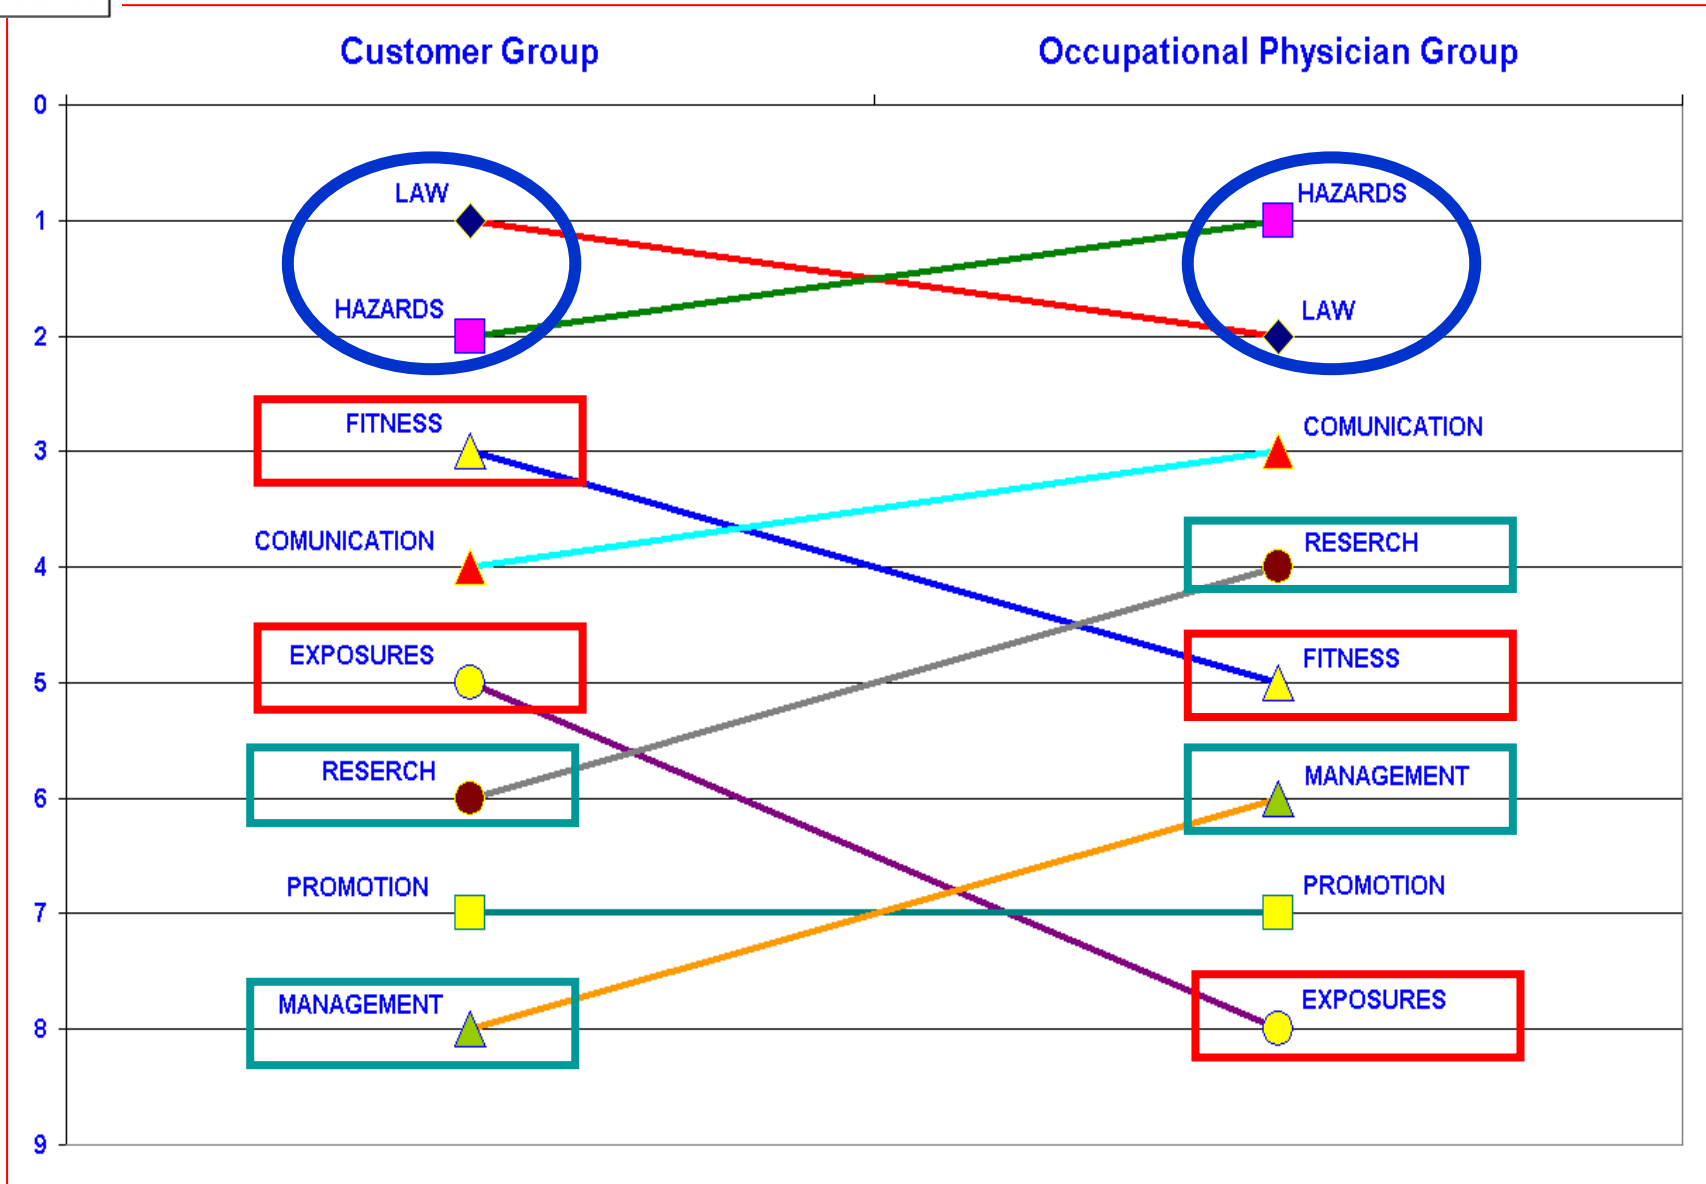 Customer Group Occupational Physician Group
0
LAW HAZARDS
1
HAZARDS LAW
2
FITNESS COMUNICATION
3
COMUNICATION RESERCH
4
EXPOSURES FITNESS
5
RESERCH MANAGEMENT
6
PROMOTION PROMOTION
7
MANAGEMENT EXPOSURES
8
9